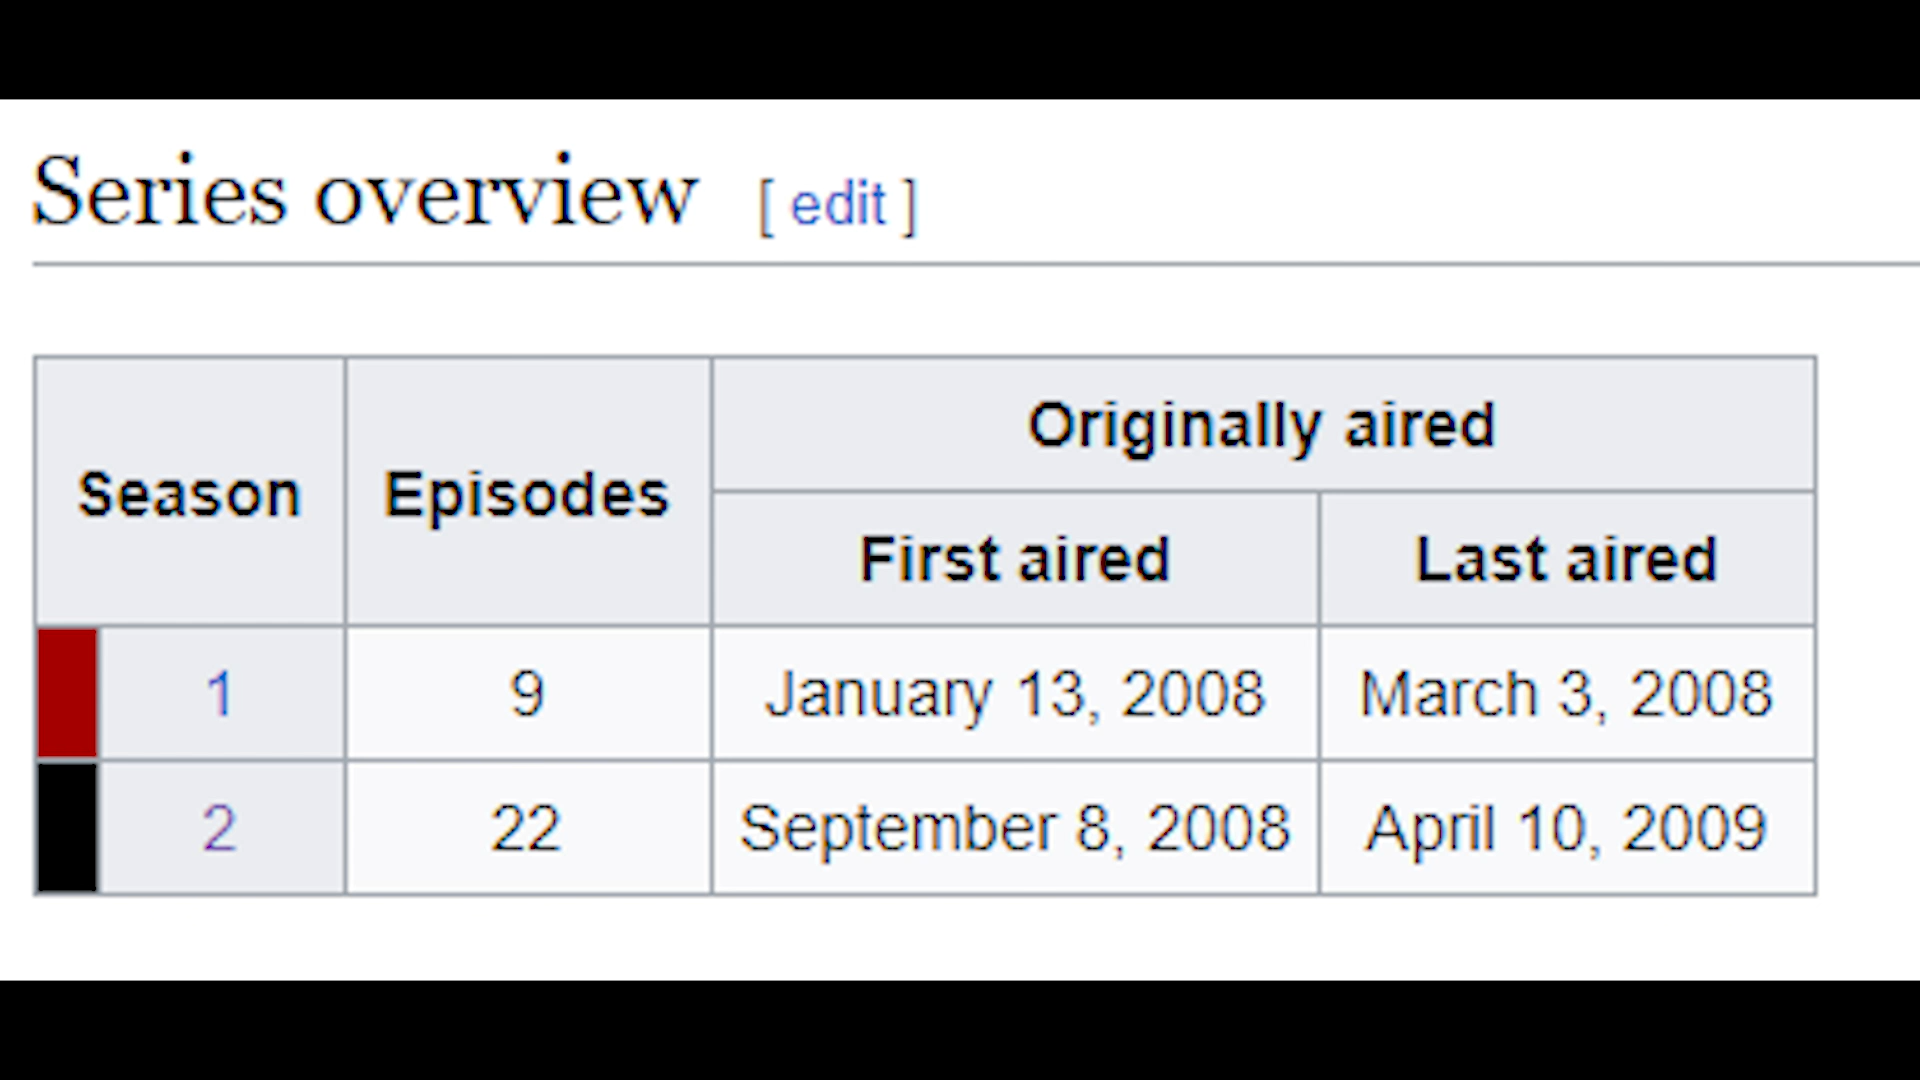 Series overview [ edit ]
Season Episodes Originally aired
First aired Last aired
1 9 January 13, 2008 March 3, 2008
2 22 September 8, 2008 April 10, 2009